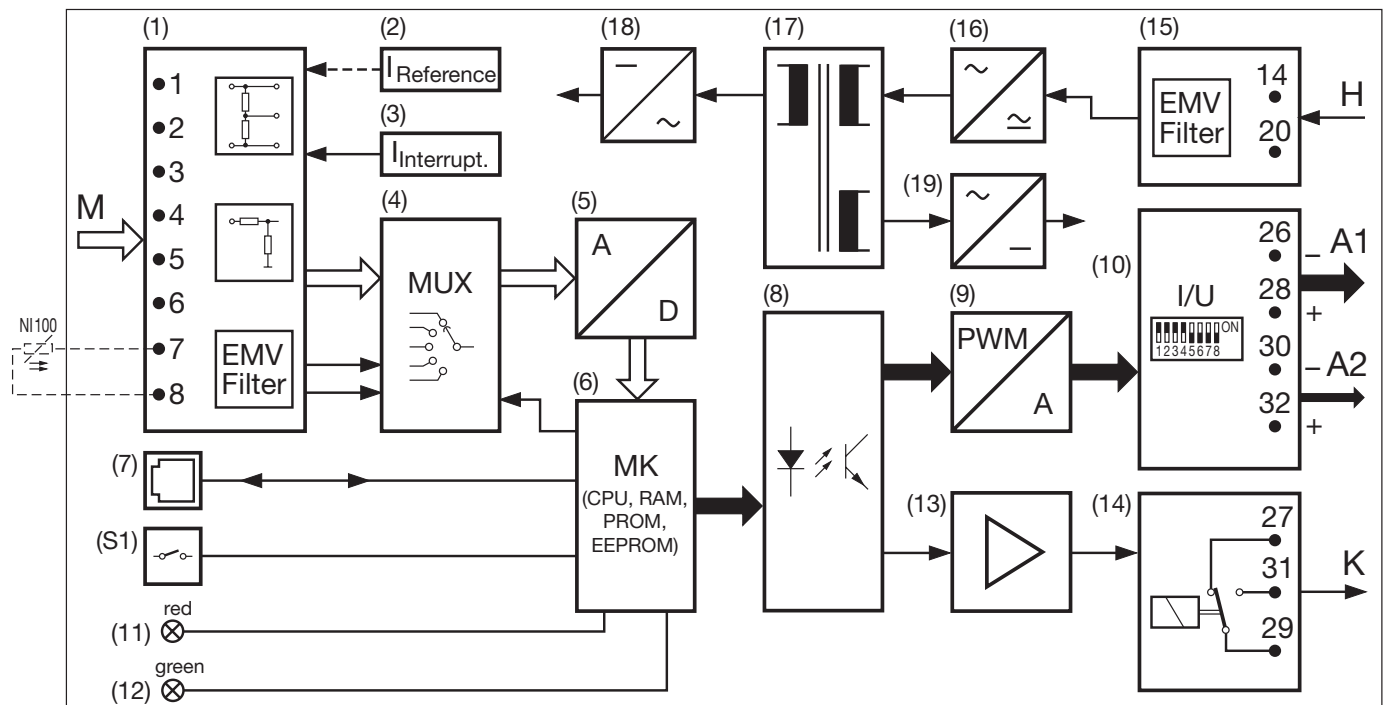 (1)
(2)
(18)
(17)
(16)
(15)
1
2
3
4
5
6
7
8
I Reference
(3)
I Interrupt.
–
~
~
≃
EMV
Filter
14
20
H
(19)
~
–
M
(4)
MUX
(5)
A
D
(10)
I/U
ON
12345678
26
–
A1
28
+
30
–
A2
32
+
NI100
EMV
Filter
(8)
(9)
PWM
A
(6)
MK
(CPU, RAM,
PROM,
EEPROM)
(7)
(S1)
(13)
(14)
27
31
K
29
red
(11)
green
(12)